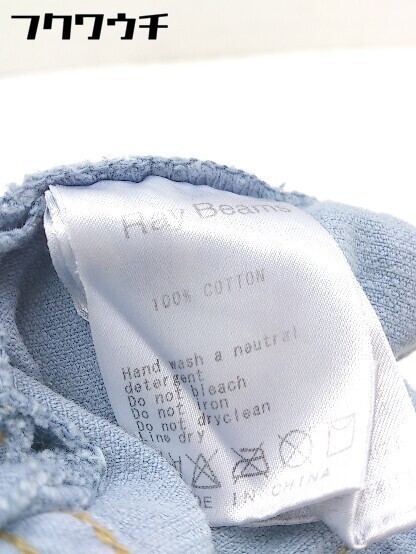 フクワウチ
Ray Beams
100% COTTON
Hand wash a neutral
detergent
Do not bleach
Do not iron
Do not dryclean
Line dry
DE IN CHINA